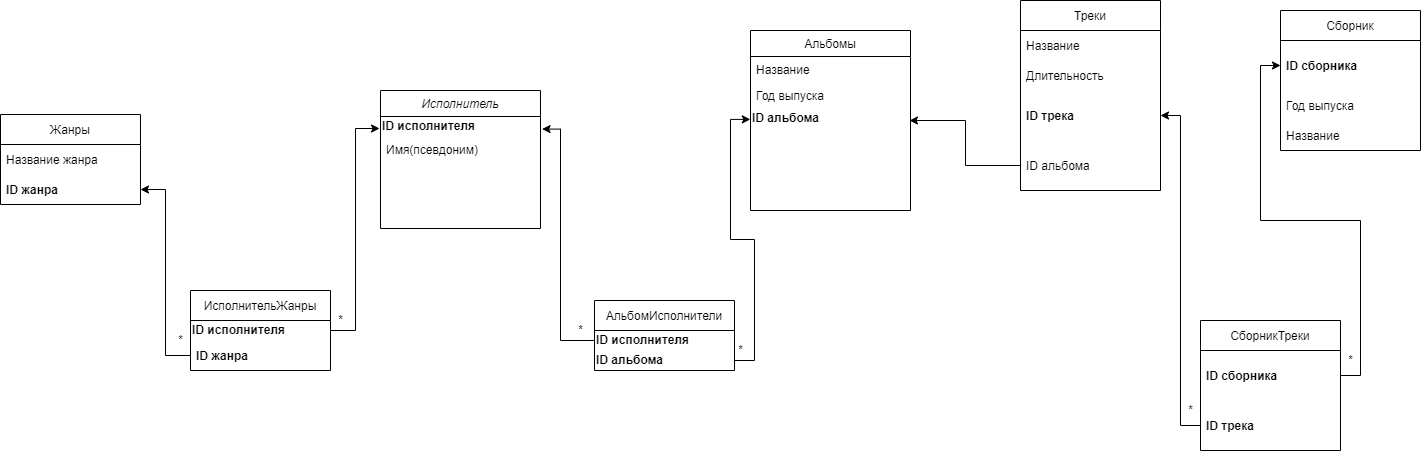 Жанры
Название жанра
ID жанра
Исполнитель
ID исполнителя
Имя(псевдоним)
Альбомы
Название
Год выпуска
ID альбома
Треки
Название
Длительность
ID трека
ID альбома
Сборник
ID сборника
Год выпуска
Название
ИсполнительЖанры
ID исполнителя
ID жанра
*
*
АльбомИсполнители
ID исполнителя
ID альбома
*
*
СборникТреки
ID сборника
ID трека
*
*